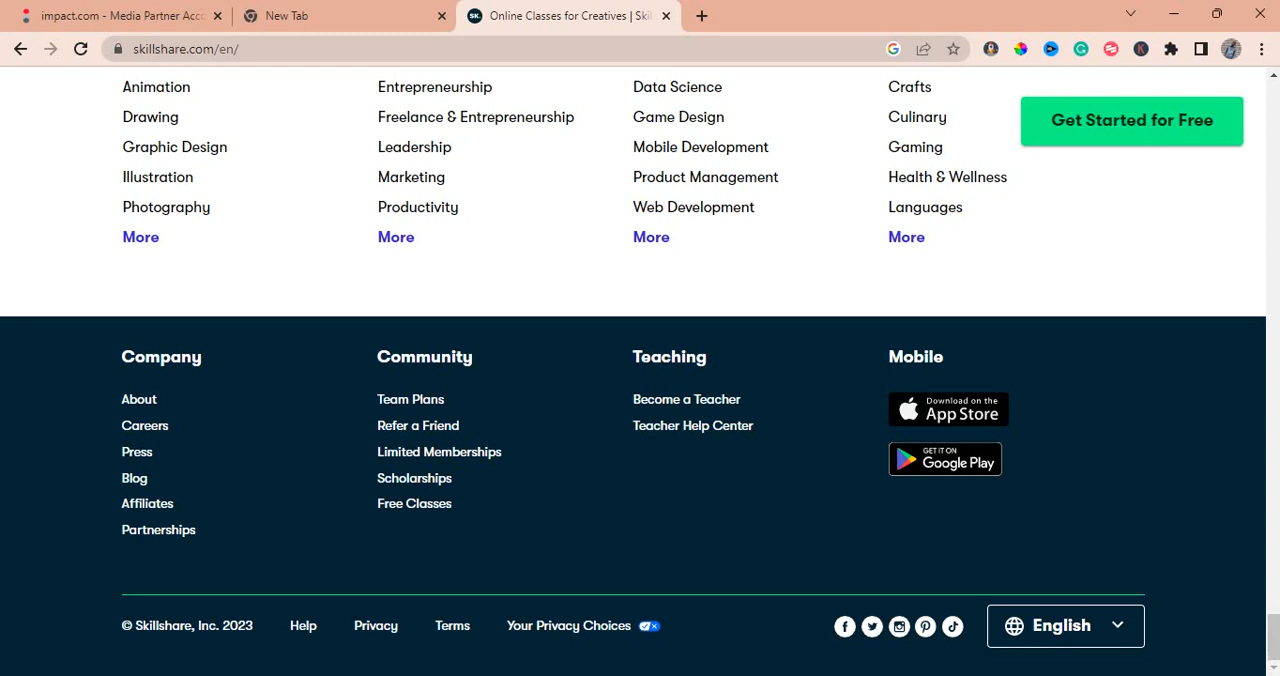 impact.com - Media Partner Acc
New Tab
SK.
Online Classes for Creatives | Skil
skillshare.com/en/
Animation
Entrepreneurship
Data Science
Crafts
Get Started for Free
Drawing
Freelance & Entrepreneurship
Game Design
Culinary
Graphic Design
Leadership
Mobile Development
Gaming
Illustration
Marketing
Product Management
Health & Wellness
Photography
Productivity
Web Development
Languages
More
More
More
More
Company
About
Careers
Press
Blog
Affiliates
Partnerships
Community
Team Plans
Refer a Friend
Limited Memberships
Scholarships
Free Classes
Teaching
Become a Teacher
Teacher Help Center
Mobile
Download on the
App Store
GET IT ON
Google Play
© Skillshare, Inc. 2023
Help
Privacy
Terms
Your Privacy Choices
English